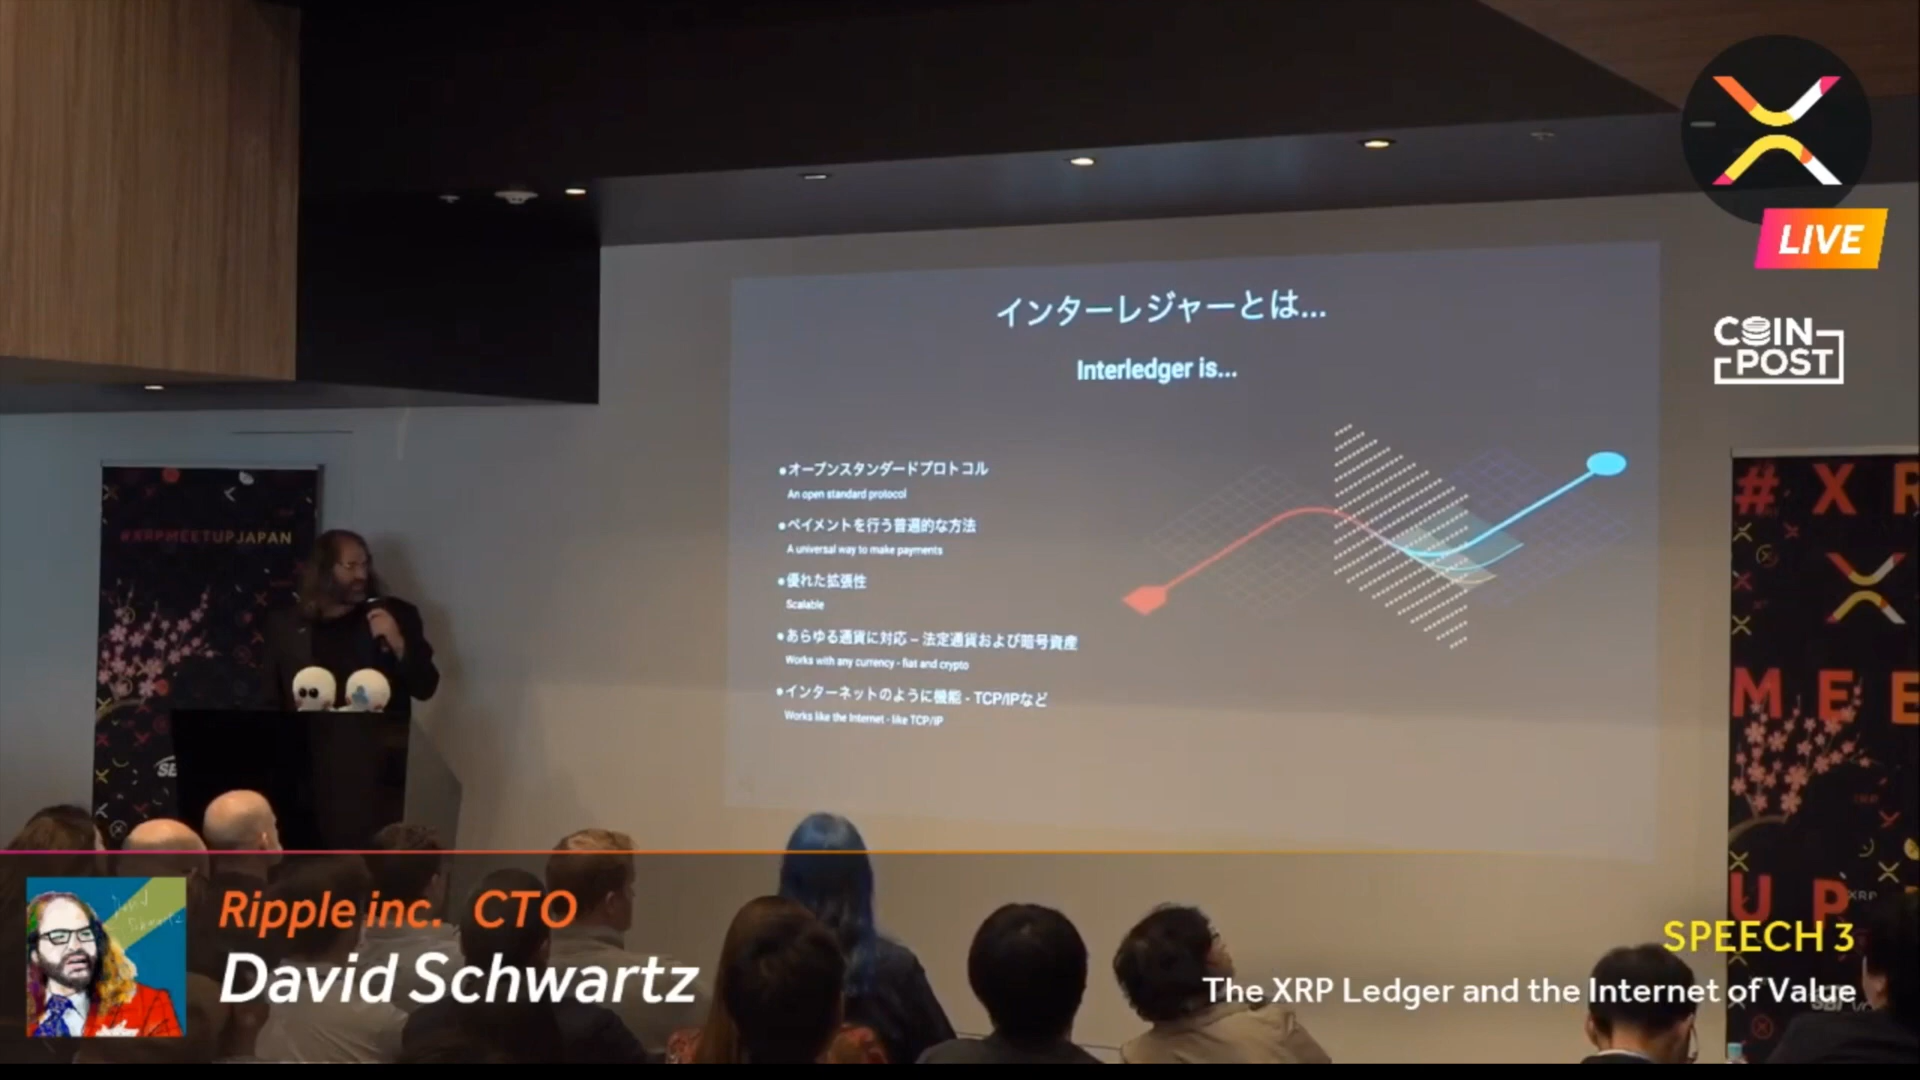 LIVE
COIN
POST
インターレジャーとは...
Interledger is...
•オープンスタンダードプロトコル
An open standard protocol
•ペイメントを行う普遍的な方法
A universal way to make payments
•優れた拡張性
Scalable
•あらゆる通貨に対応 – 法定通貨および暗号資産
Works with any currency - fiat and crypto
•インターネットのように機能 - TCP/IPなど
Works like the Internet - like TCP/IP
#XRPMEETUPJAPAN
# X R
M E E
U P
XRP
Ripple inc. CTO
David Schwartz
SPEECH 3
The XRP Ledger and the Internet of Value